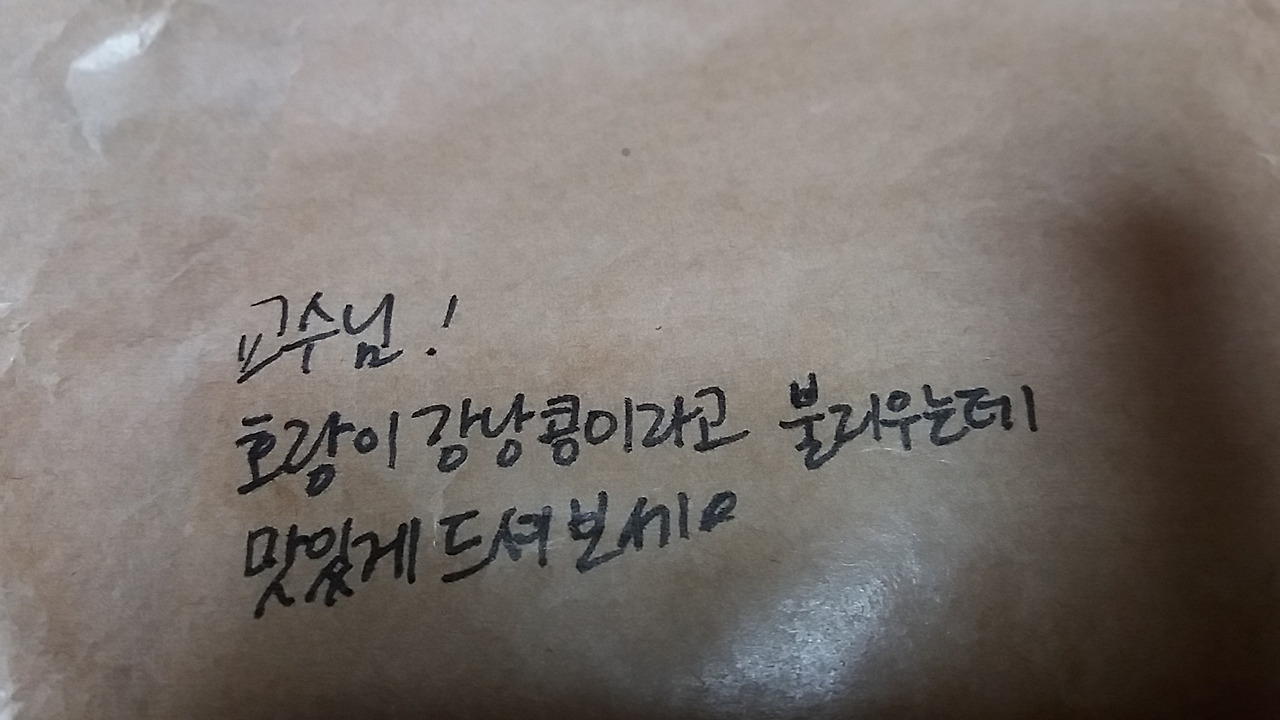 교수님!
호랑이 강낭콩이라고 불리우는데
맛있게 드셔 보세요